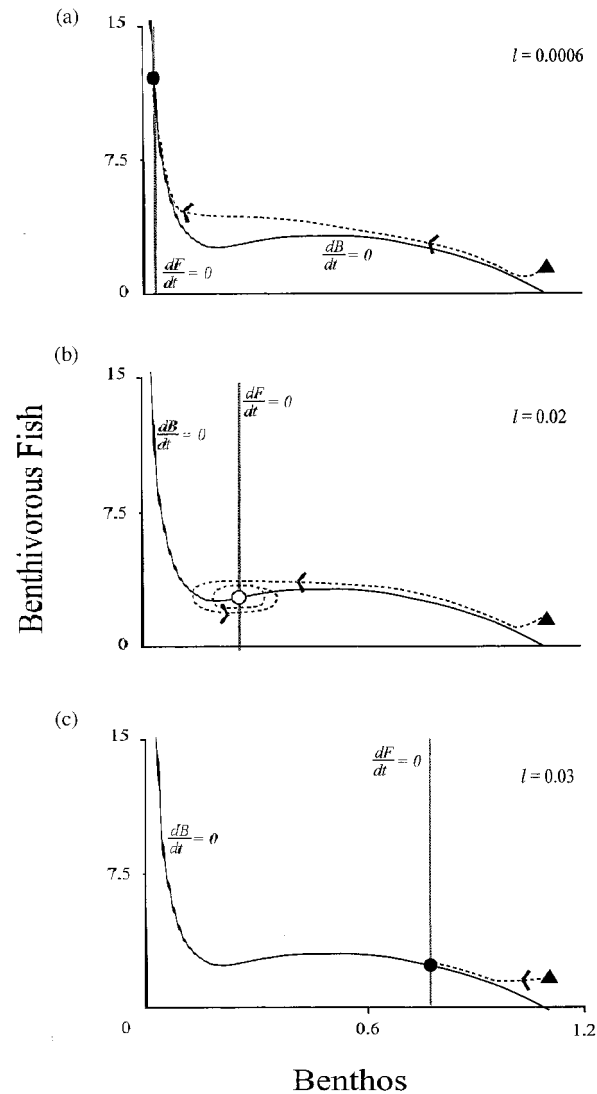 (a)
15
l = 0.0006
7.5
dF/dt = 0
dB/dt = 0
0
(b)
15
dF/dt = 0
l = 0.02
dB/dt = 0
7.5
0
Benthivorous Fish
(c)
15
dF/dt = 0
l = 0.03
dB/dt = 0
7.5
0 0.6 1.2
Benthos